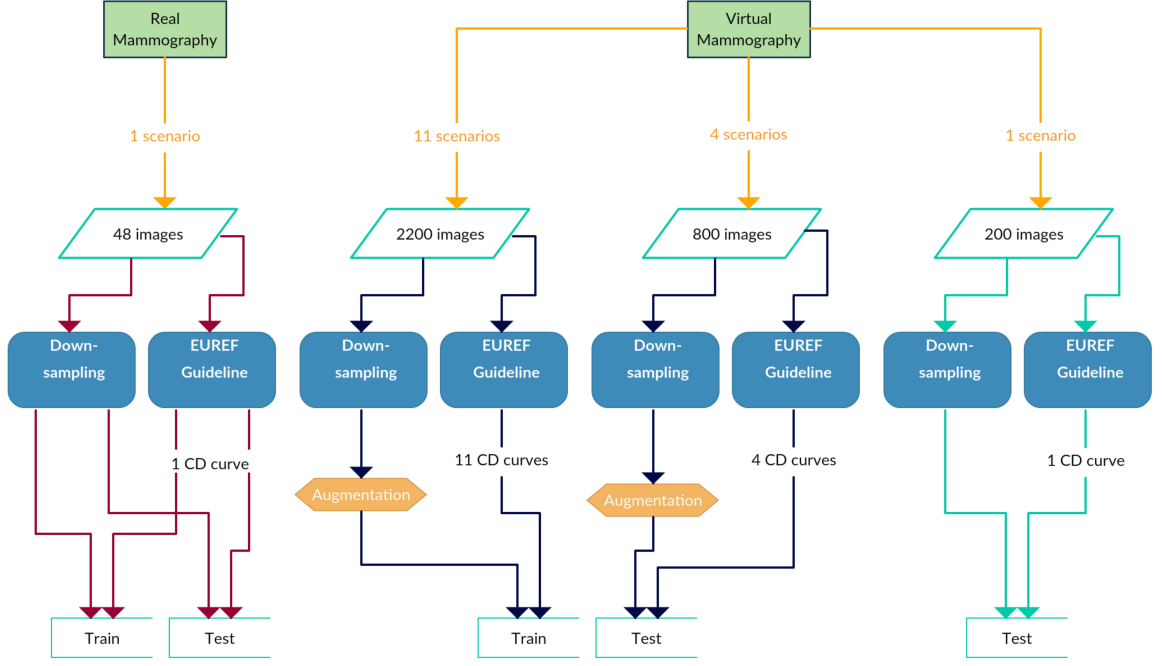 Real
Mammography
Virtual
Mammography
1 scenario
11 scenarios
4 scenarios
1 scenario
48 images
2200 images
800 images
200 images
Down-
sampling
EUREF
Guideline
Down-
sampling
EUREF
Guideline
Down-
sampling
EUREF
Guideline
Down-
sampling
EUREF
Guideline
1 CD curve
11 CD curves
4 CD curves
1 CD curve
Augmentation
Augmentation
Train
Test
Train
Test
Test